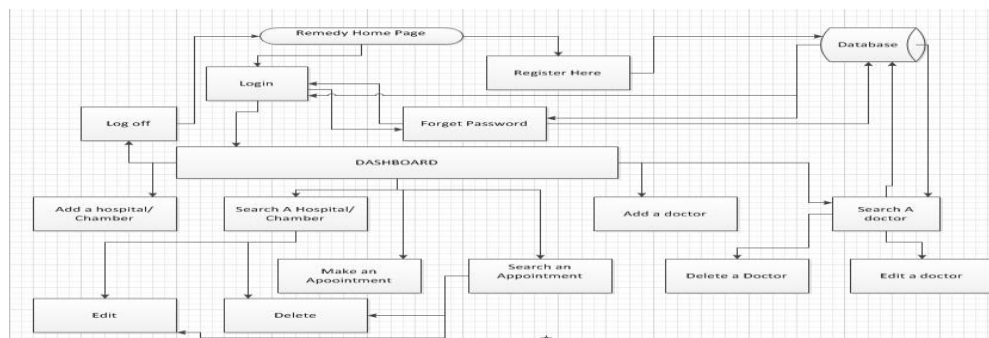 Remedy Home Page
Database
Register Here
Login
Log off
Forget Password
DASHBOARD
Add a hospital/
Chamber
Search A Hospital/
Chamber
Add a doctor
Search A
doctor
Make an
Apoointment
Search an
Appointment
Delete a Doctor
Edit a doctor
Edit
Delete